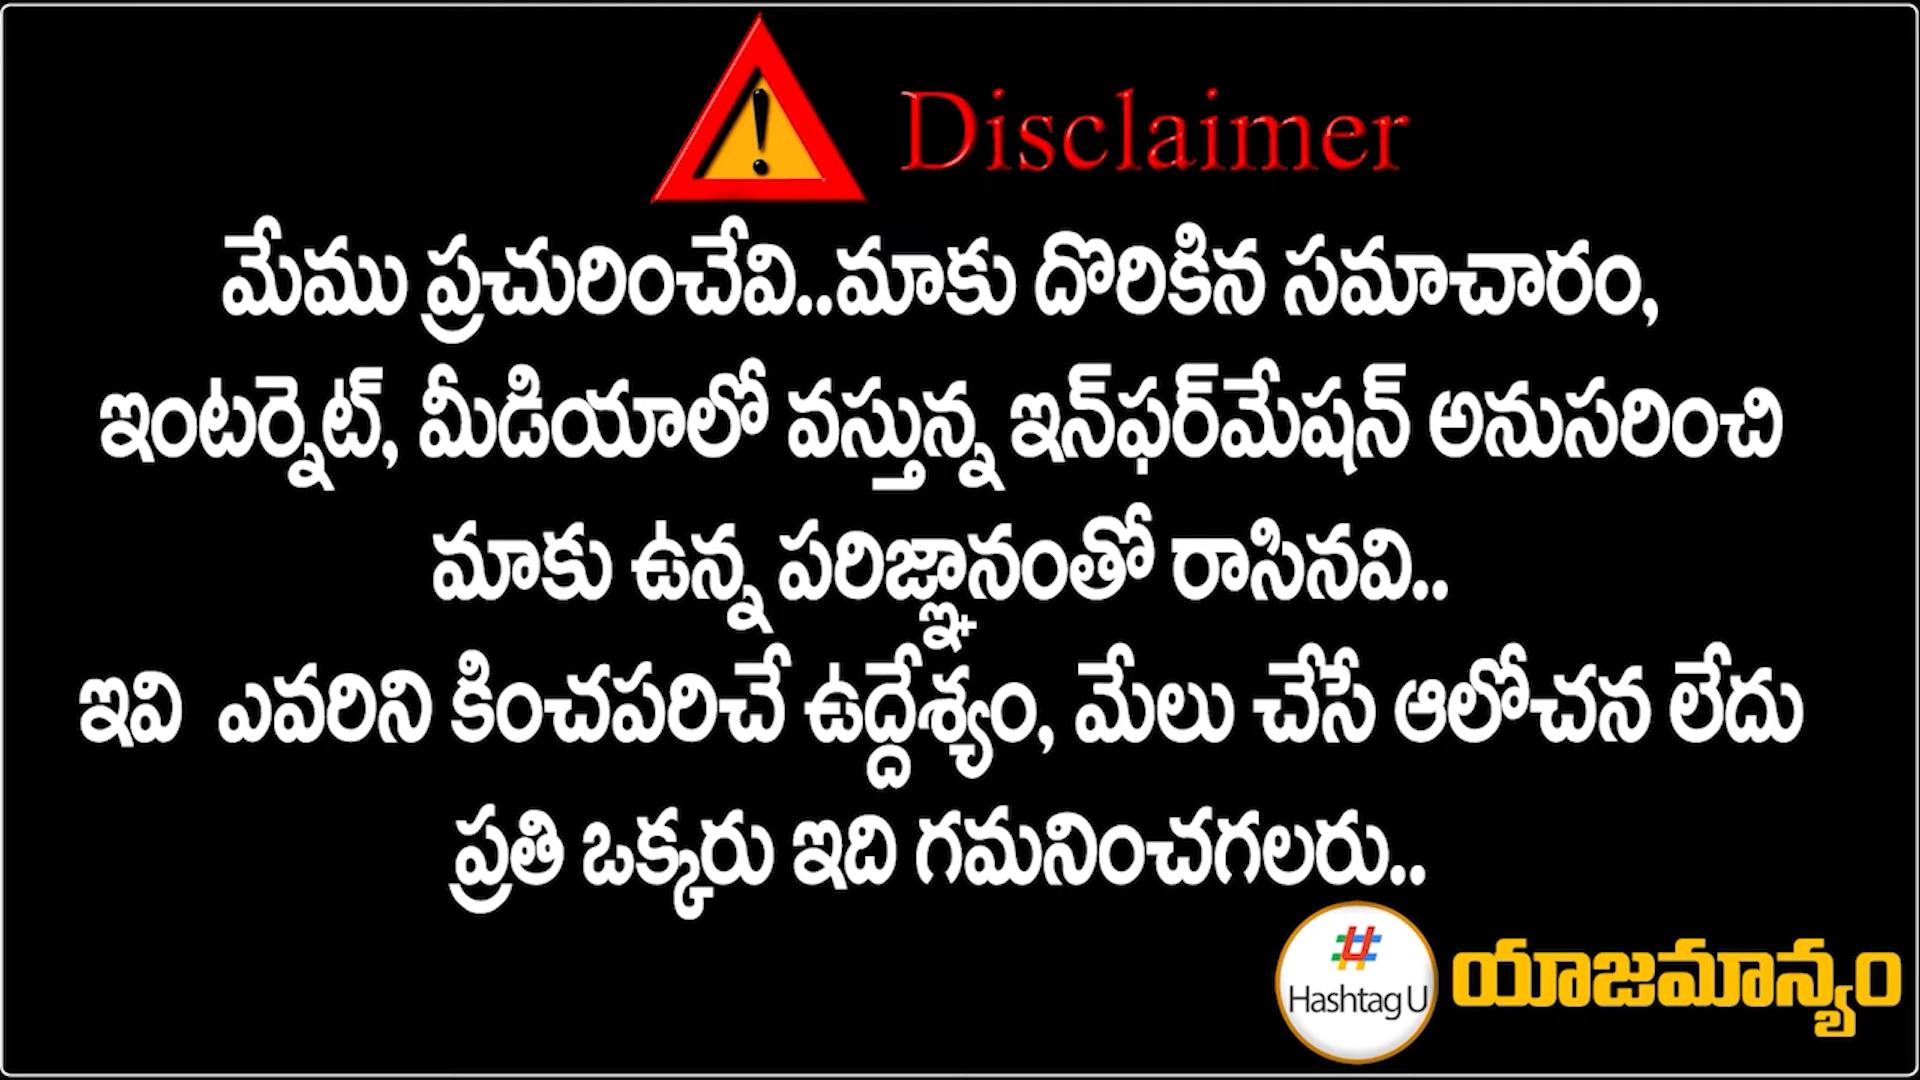 Disclaimer
మేము ప్రచురించేవి..మాకు దొరికిన సమాచారం,
ఇంటర్నెట్, మీడియాలో వస్తున్న ఇన్‌ఫర్‌మేషన్ అనుసరించి
మాకు ఉన్న పరిజ్ఞానంతో రాసినవి..
ఇవి ఎవరిని కించపరిచే ఉద్దేశ్యం, మేలు చేసే ఆలోచన లేదు
ప్రతి ఒక్కరు ఇది గమనించగలరు..
Hashtag U యాజమాన్యం